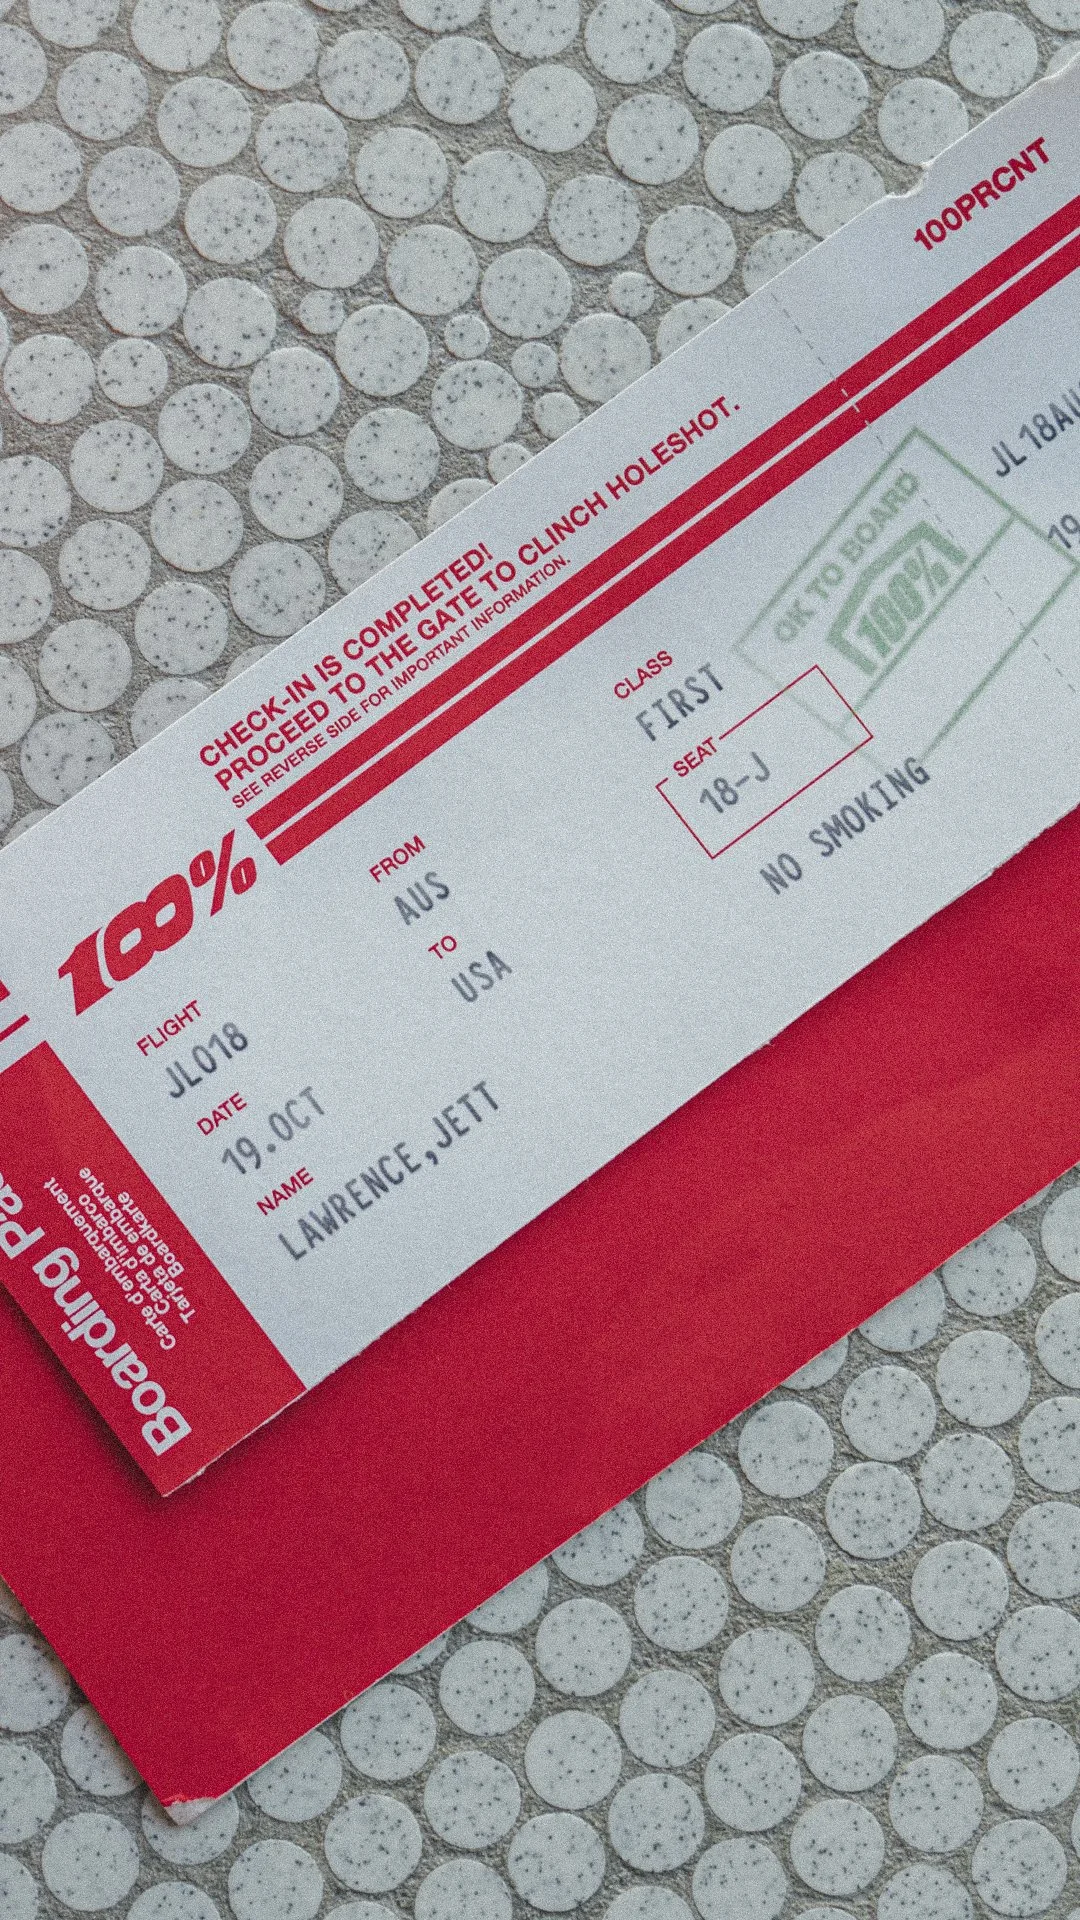 100PRCNT
CHECK-IN IS COMPLETED!
PROCEED TO THE GATE TO CLINCH HOLESHOT.
SEE REVERSE SIDE FOR IMPORTANT INFORMATION.
100%
FLIGHT
JL018
DATE
19.OCT
NAME
LAWRENCE,JETT
FROM
AUS
TO
USA
CLASS
FIRST
SEAT
18-J
NO SMOKING
OK TO BOARD
100%
JL18AU
19
Boarding Pa
Carte d'embarquement
Carta d'imbarco
Tarjeta de embarque
Boardkarte